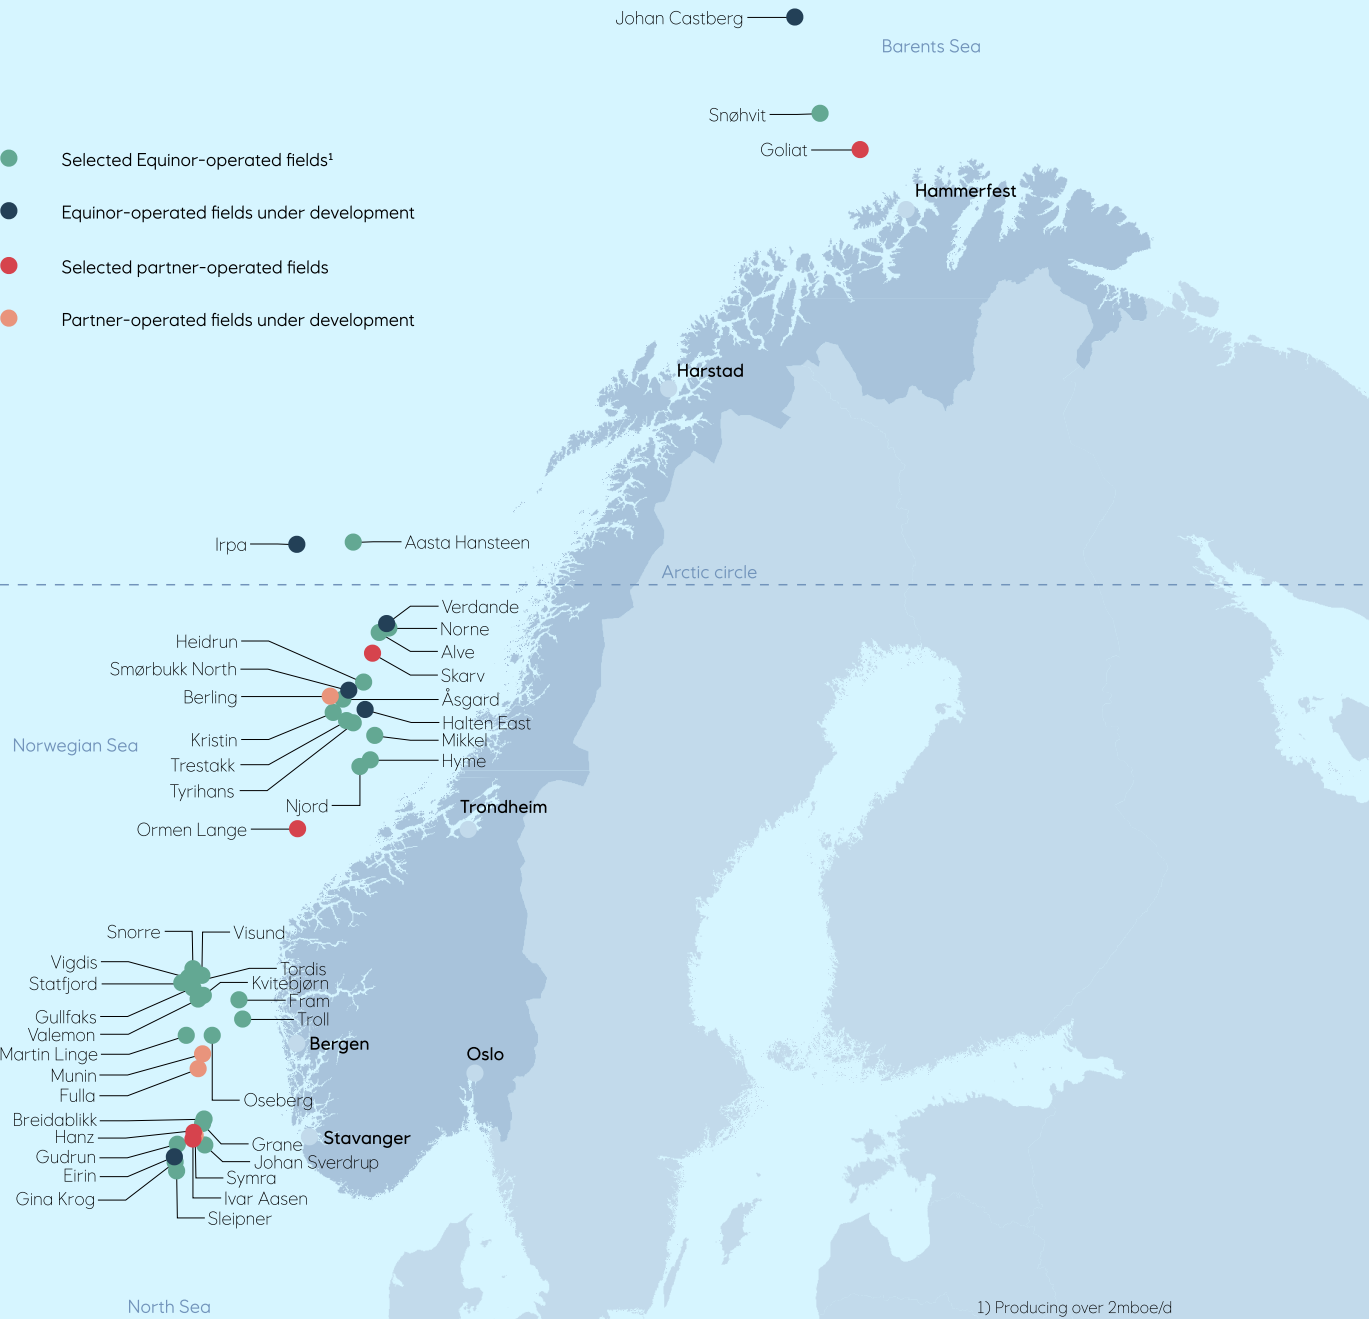 Johan Castberg
Barents Sea
Snøhvit
Goliat
Selected Equinor-operated fields¹
Equinor-operated fields under development
Selected partner-operated fields
Partner-operated fields under development
Hammerfest
Harstad
Irpa
Aasta Hansteen
Arctic circle
Verdande
Norne
Heidrun
Alve
Smørbukk North
Skarv
Berling
Åsgard
Halten East
Kristin
Mikkel
Norwegian Sea
Trestakk
Hyme
Tyrihans
Njord
Trondheim
Ormen Lange
Snorre
Visund
Vigdis
Tordis
Statfjord
Kvitebjørn
Fram
Gullfaks
Troll
Valemon
Bergen
Martin Linge
Oslo
Munin
Fulla
Oseberg
Breidablikk
Hanz
Stavanger
Grane
Gudrun
Johan Sverdrup
Eirin
Symra
Gina Krog
Ivar Aasen
Sleipner
North Sea
1) Producing over 2mboe/d